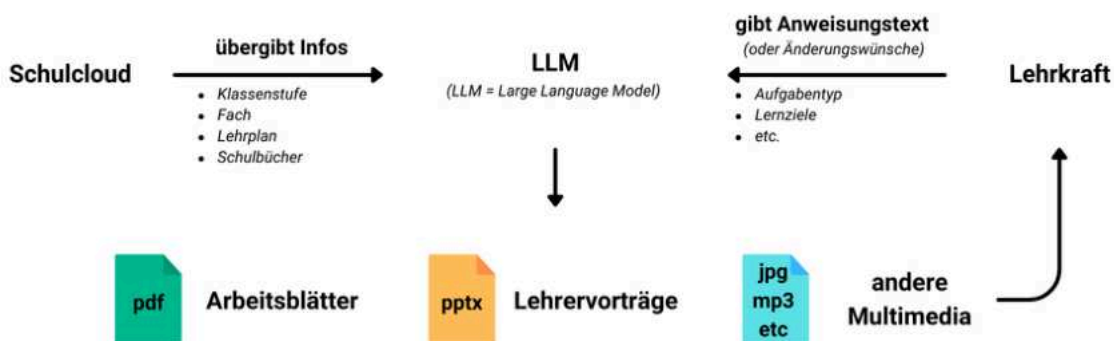 Schulcloud
übergibt Infos
• Klassenstufe
• Fach
• Lehrplan
• Schulbücher
LLM
(LLM = Large Language Model)
gibt Anweisungstext
(oder Änderungswünsche)
• Aufgabentyp
• Lernziele
• etc.
Lehrkraft
pdf
Arbeitsblätter
pptx
Lehrervorträge
jpg
mp3
etc
andere
Multimedia